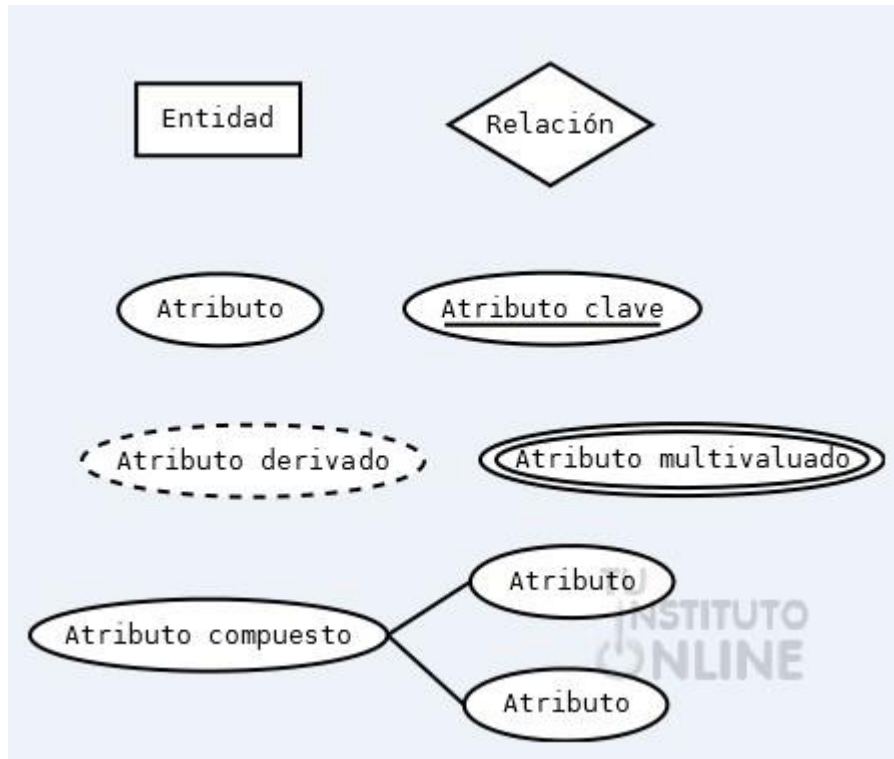 Entidad
Relación
Atributo
Atributo clave
Atributo derivado
Atributo multivaluado
Atributo compuesto
Atributo
Atributo
TU
INSTITUTO
ONLINE